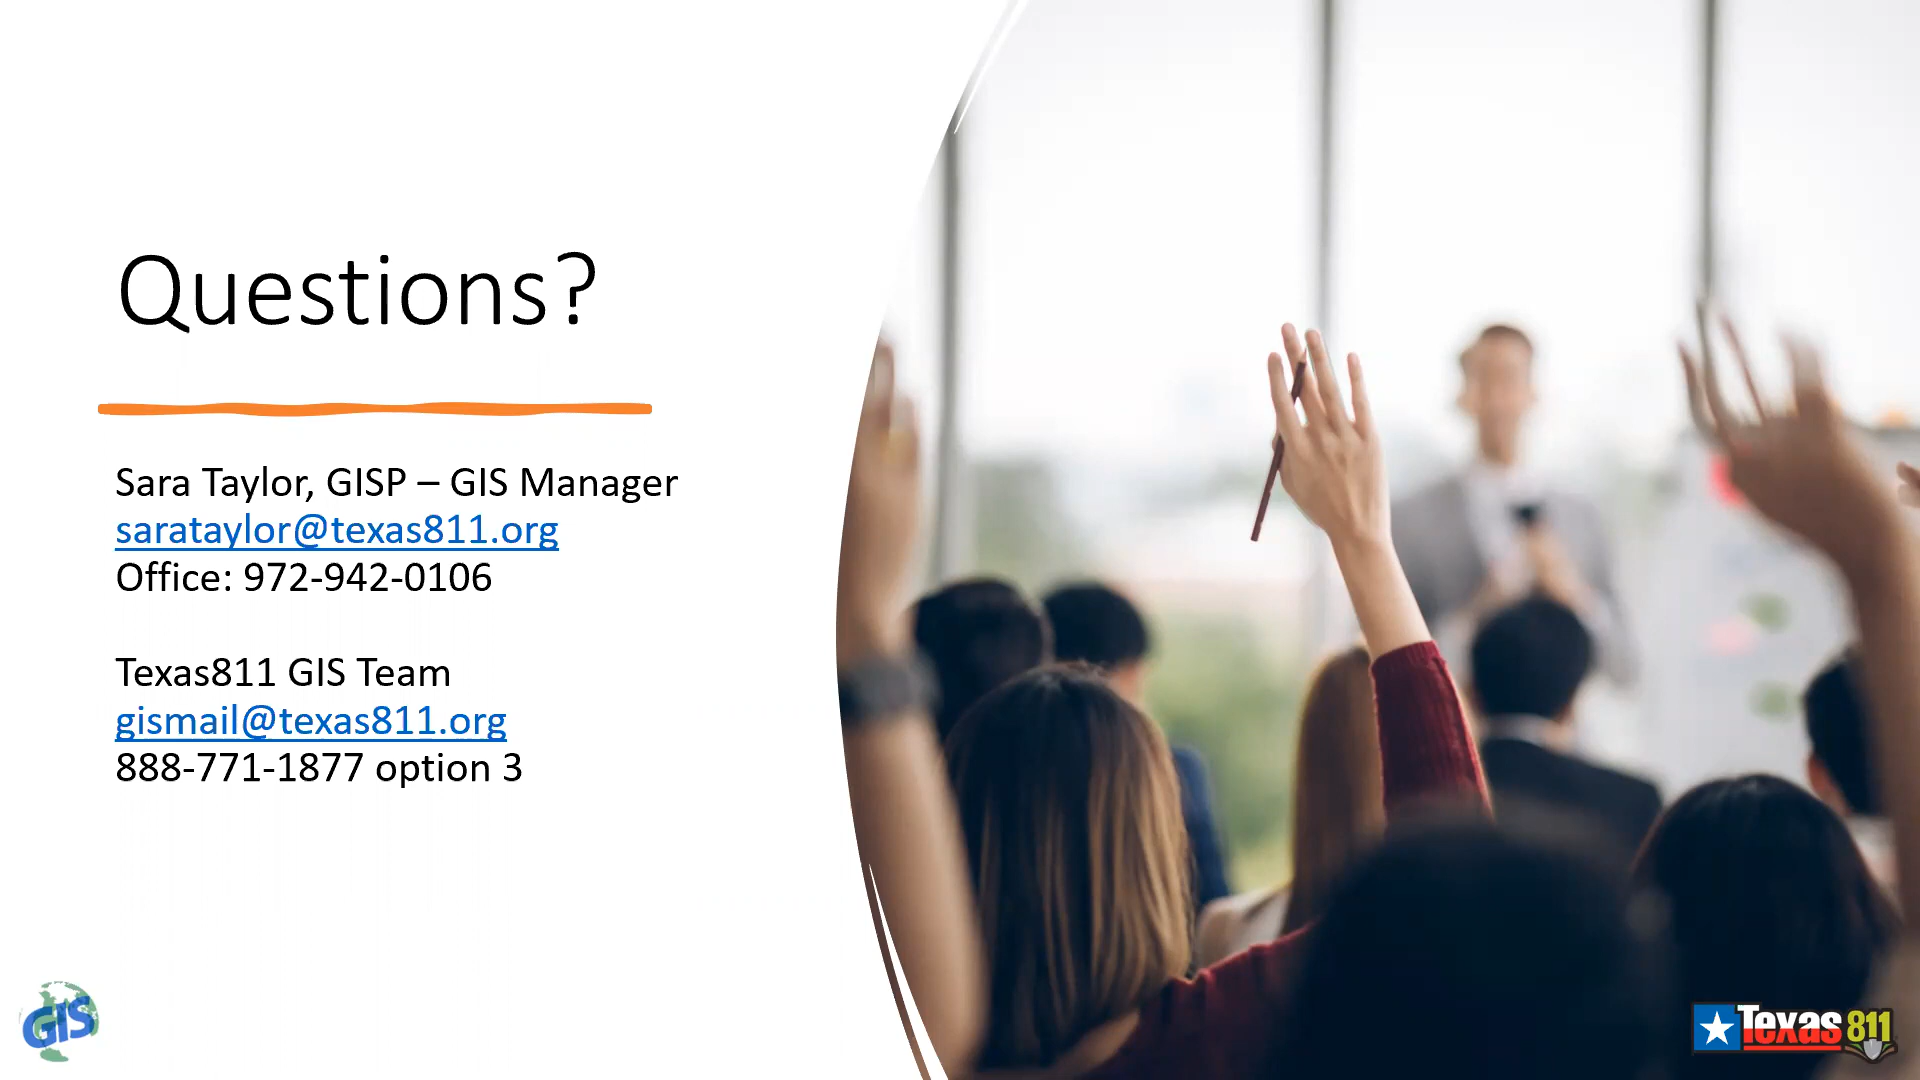 Questions?
Sara Taylor, GISP – GIS Manager
sarataylor@texas811.org
Office: 972-942-0106
Texas811 GIS Team
gismail@texas811.org
888-771-1877 option 3
GIS
Texas 811